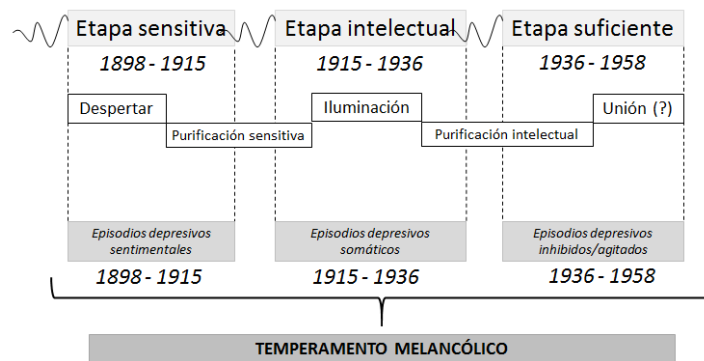 Etapa sensitiva
Etapa intelectual
Etapa suficiente
1898 - 1915
1915 - 1936
1936 - 1958
Despertar
Iluminación
Unión (?)
Purificación sensitiva
Purificación intelectual
Episodios depresivos
sentimentales
Episodios depresivos
somáticos
Episodios depresivos
inhibidos/agitados
1898 - 1915
1915 - 1936
1936 - 1958
TEMPERAMENTO MELANCÓLICO